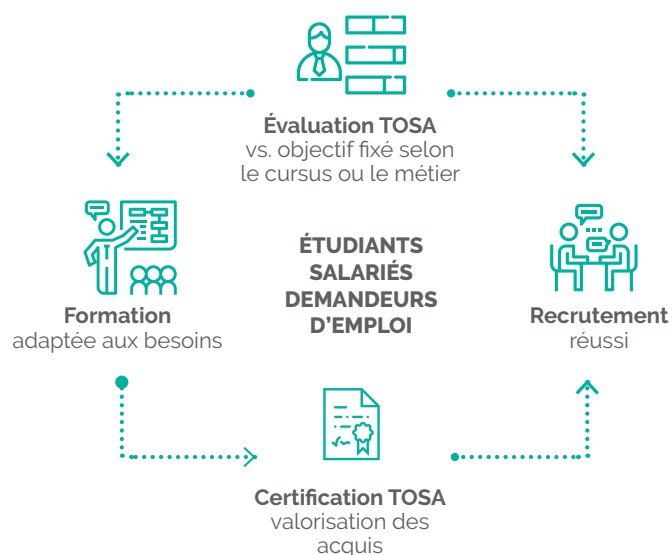 Évaluation TOSA
vs. objectif fixé selon
le cursus ou le métier
ÉTUDIANTS
SALARIÉS
DEMANDEURS
D'EMPLOI
Formation
adaptée aux besoins
Recrutement
réussi
Certification TOSA
valorisation des
acquis